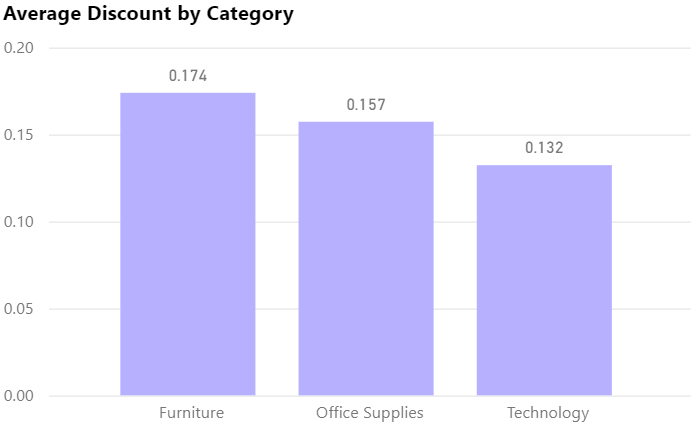 Average Discount by Category
0.20
0.174
0.157
0.15
0.132
0.10
0.05
0.00
Furniture
Office Supplies
Technology